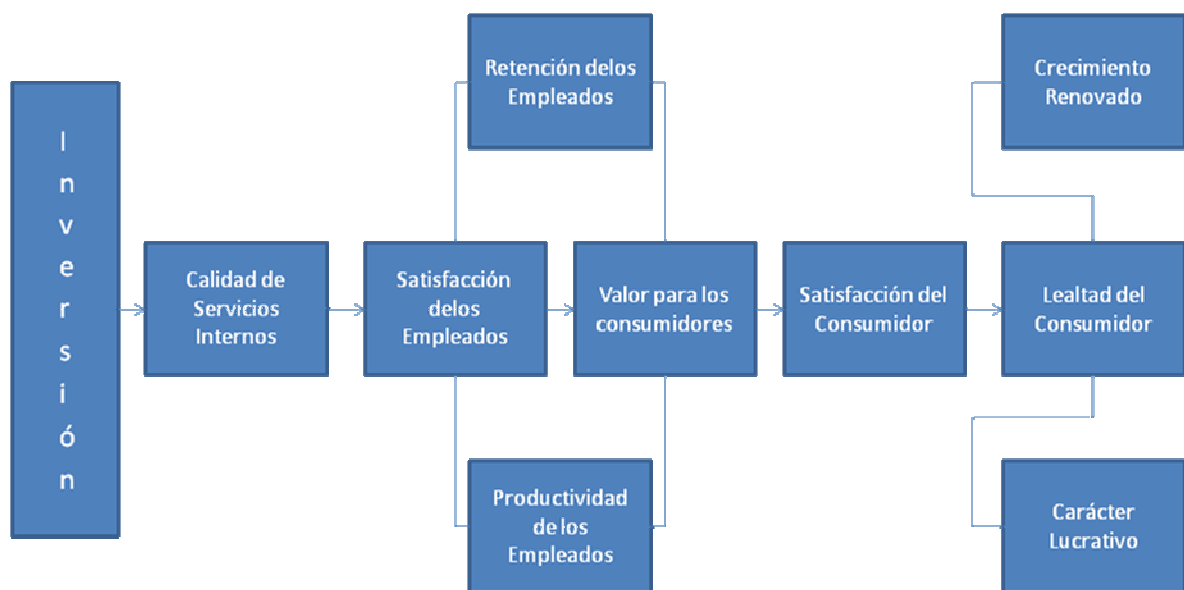 Inversión
Calidad de
Servicios
Internos
Retención delos
Empleados
Satisfacción
delos
Empleados
Productividad
de los
Empleados
Valor para los
consumidores
Satisfacción del
Consumidor
Crecimiento
Renovado
Lealtad del
Consumidor
Carácter
Lucrativo